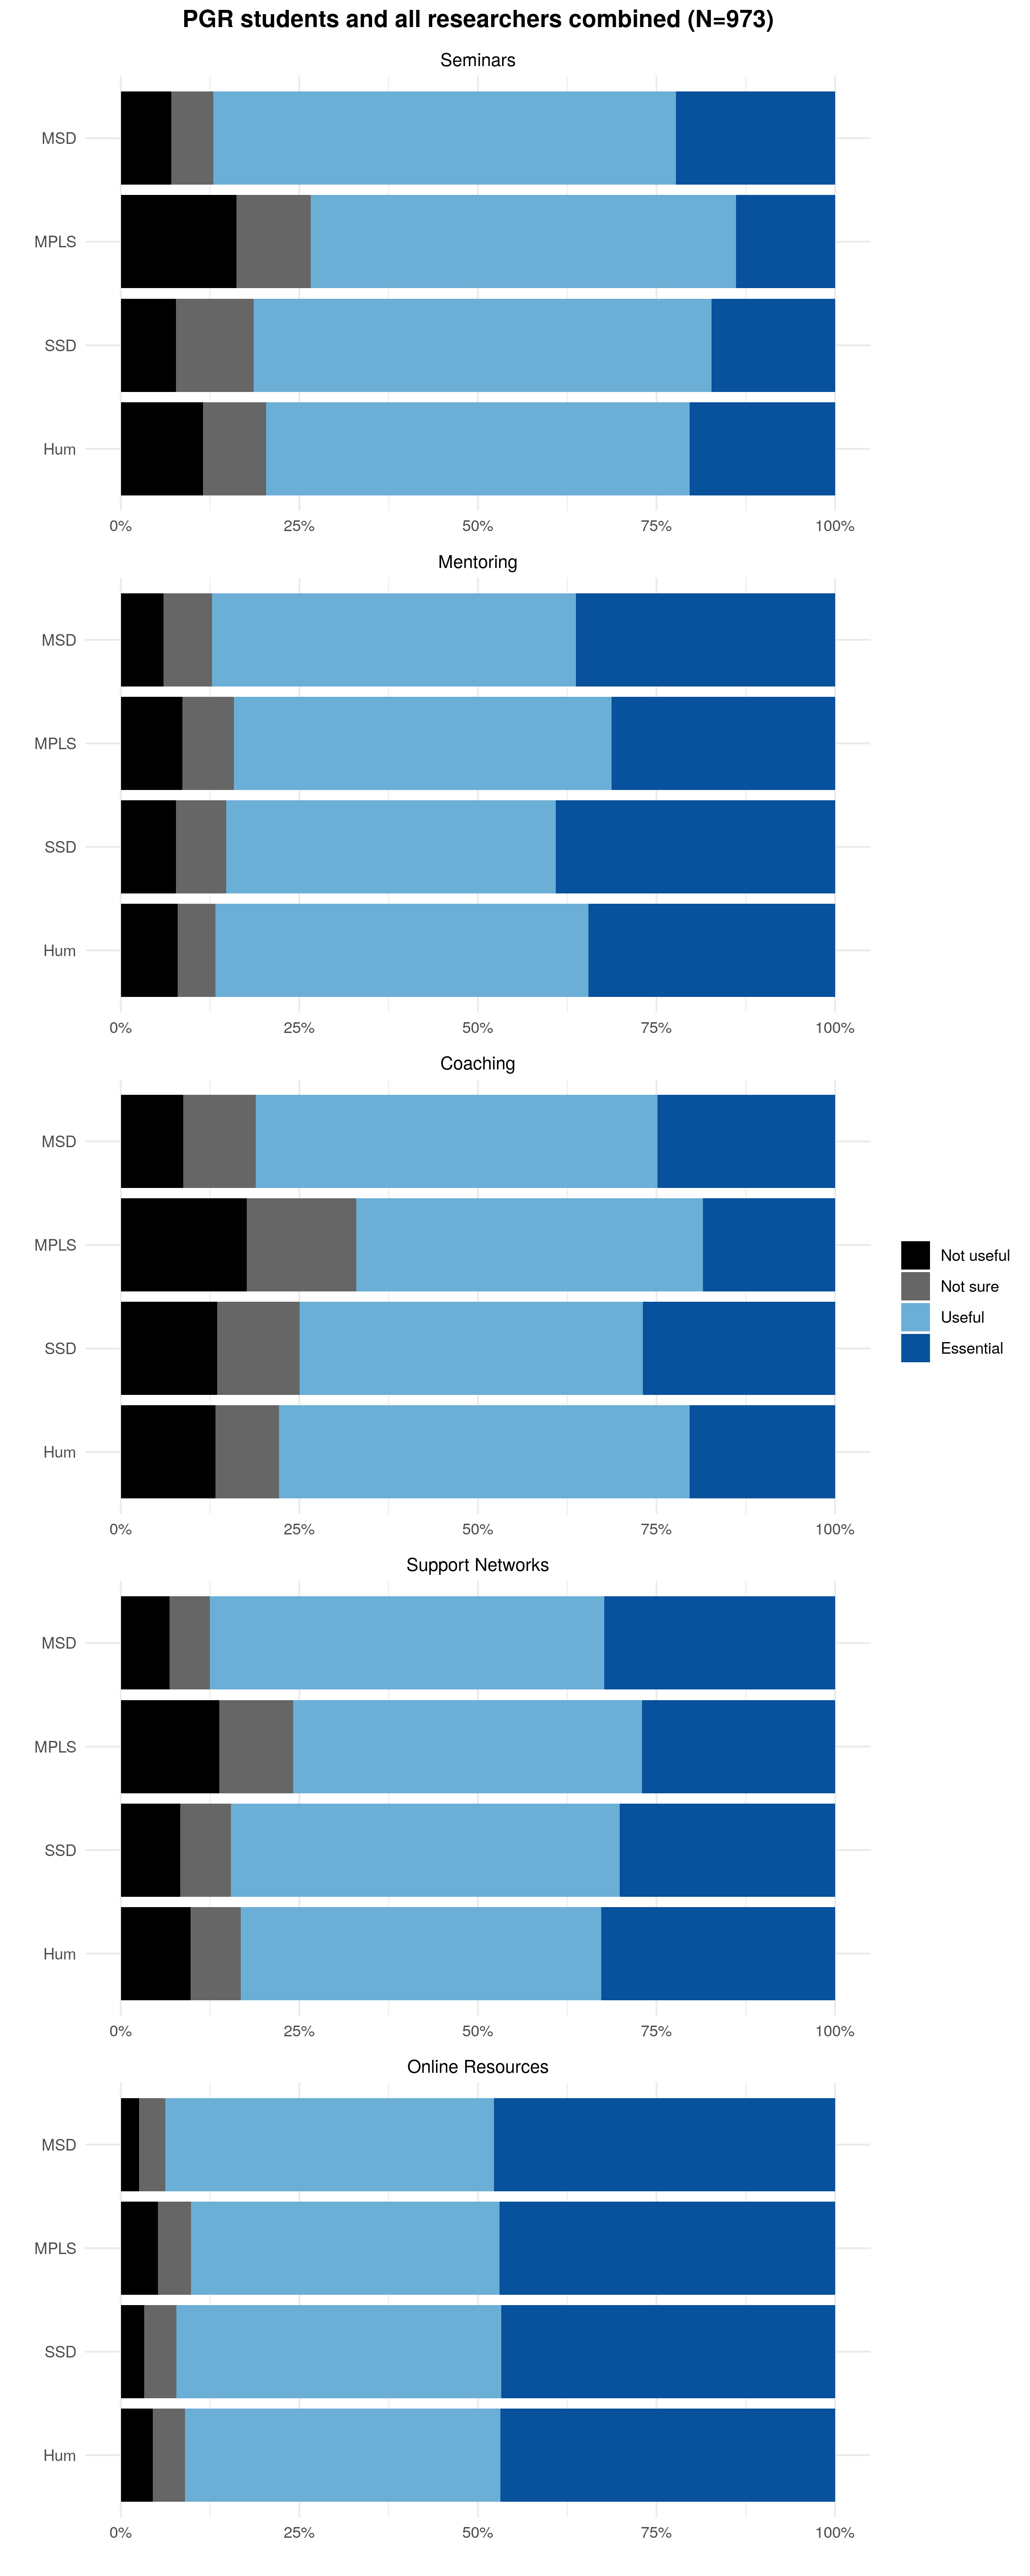 PGR students and all researchers combined (N=973)
Seminars
MSD
MPLS
SSD
Hum
0% 25% 50% 75% 100%
Mentoring
MSD
MPLS
SSD
Hum
0% 25% 50% 75% 100%
Coaching
MSD
MPLS
SSD
Hum
0% 25% 50% 75% 100%
Not useful
Not sure
Useful
Essential
Support Networks
MSD
MPLS
SSD
Hum
0% 25% 50% 75% 100%
Online Resources
MSD
MPLS
SSD
Hum
0% 25% 50% 75% 100%